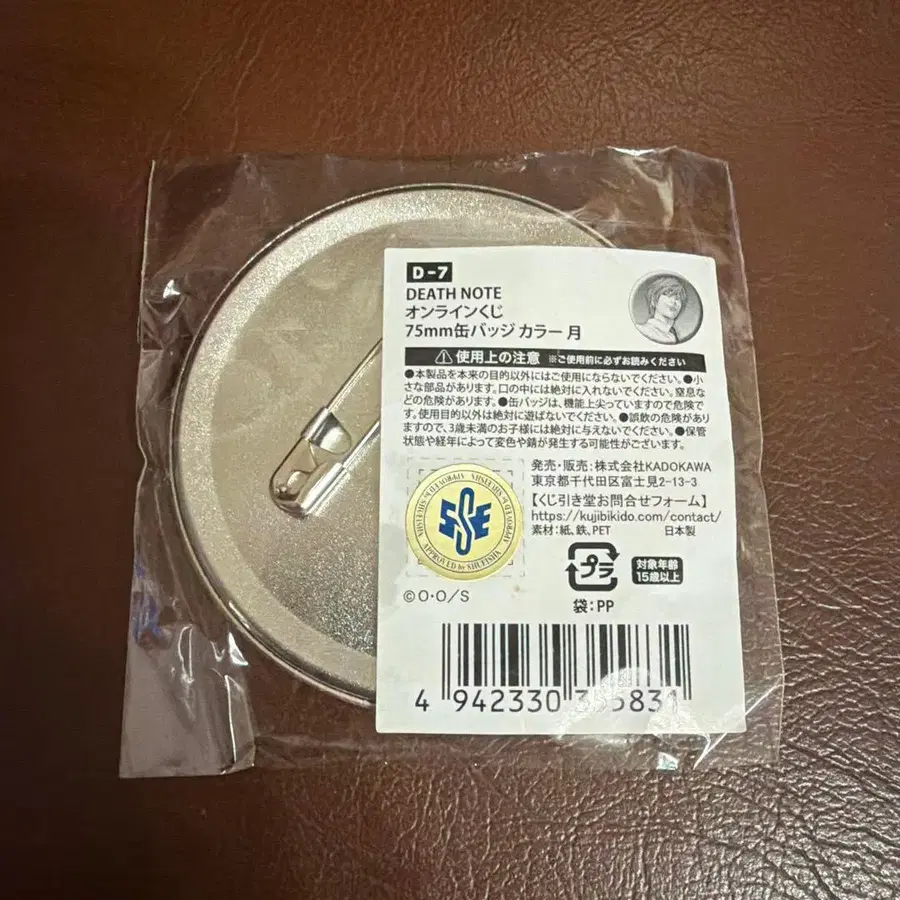 D-7
DEATH NOTE
オンラインくじ
75mm缶バッジ カラー 月
使用上の注意 ※ご使用前に必ずお読みください
●本製品を本来の目的以外にはご使用にならないでください。●小
さな部品があります。口の中には絶対に入れないでください。窒息な
どの危険があります。●缶バッジは、機能上尖っていますので危険で
す。使用目的以外は絶対に遊ばないでください。●誤飲の危険があり
ますので、3歳未満のお子様には絶対に与えないでください。●保管
状態や経年によって変色や錆が発生する可能性がございます。
発売・販売:株式会社KADOKAWA
東京都千代田区富士見2-13-3
【くじ引き堂お問合せフォーム】
https://kujibikido.com/contact/
素材:紙、鉄、PET 日本製
APPROVED by SHUEISHA
APPROVED by SHUEISHA
APPROVED by SHUEISHA
©O・O/S
プラ
袋:PP
対象年齢
15歳以上
4 942330